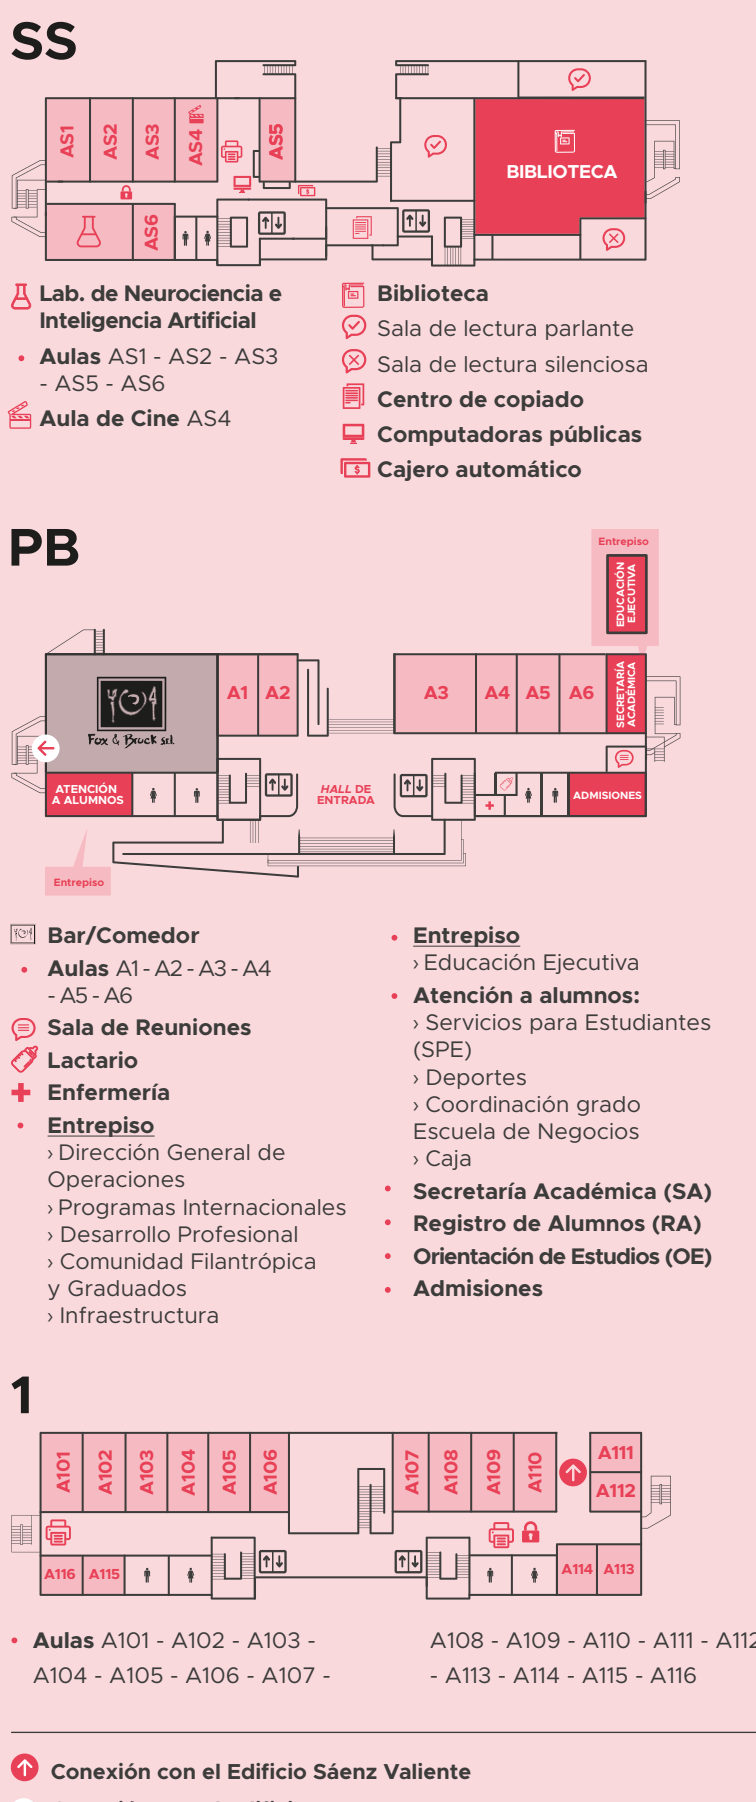 SS
AS1
AS2
AS3
AS4
AS5
BIBLIOTECA
AS6
Lab. de Neurociencia e
Inteligencia Artificial
• Aulas AS1 - AS2 - AS3
- AS5 - AS6
Aula de Cine AS4
Biblioteca
Sala de lectura parlante
Sala de lectura silenciosa
Centro de copiado
Computadoras públicas
Cajero automático
PB
Entrepiso
EDUCACIÓN
EJECUTIVA
Fox & Brock s.r.l.
A1
A2
A3
A4
A5
A6
SECRETARÍA
ACADÉMICA
ATENCIÓN
A ALUMNOS
HALL DE
ENTRADA
ADMISIONES
Entrepiso
Bar/Comedor
• Aulas A1 - A2 - A3 - A4
- A5 - A6
Sala de Reuniones
Lactario
Enfermería
• Entrepiso
› Dirección General de
Operaciones
› Programas Internacionales
› Desarrollo Profesional
› Comunidad Filantrópica
y Graduados
› Infraestructura
• Entrepiso
› Educación Ejecutiva
• Atención a alumnos:
› Servicios para Estudiantes
(SPE)
› Deportes
› Coordinación grado
Escuela de Negocios
› Caja
• Secretaría Académica (SA)
• Registro de Alumnos (RA)
• Orientación de Estudios (OE)
• Admisiones
1
A101
A102
A103
A104
A105
A106
A107
A108
A109
A110
A111
A112
A116
A115
A114
A113
• Aulas A101 - A102 - A103 -
A104 - A105 - A106 - A107 -
A108 - A109 - A110 - A111 - A112
- A113 - A114 - A115 - A116
Conexión con el Edificio Sáenz Valiente